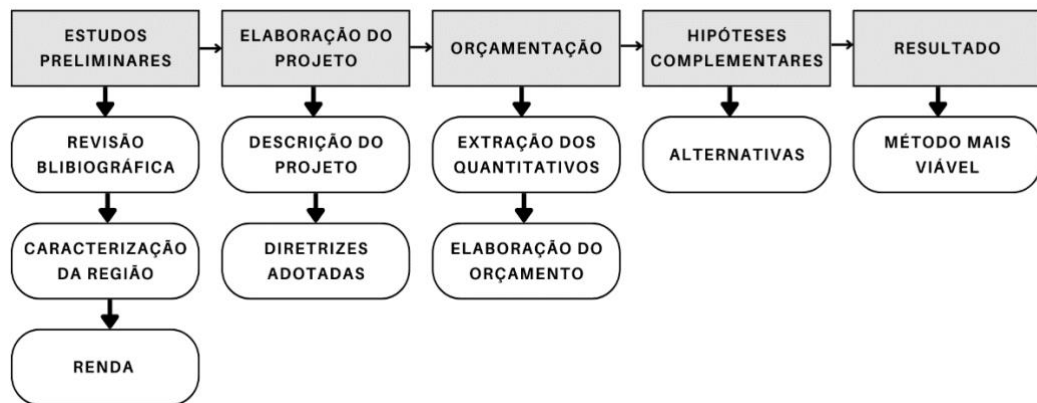 ESTUDOS
PRELIMINARES
ELABORAÇÃO DO
PROJETO
ORÇAMENTAÇÃO
HIPÓTESES
COMPLEMENTARES
RESULTADO
REVISÃO
BLIBIOGRÁFICA
DESCRIÇÃO DO
PROJETO
EXTRAÇÃO DOS
QUANTITATIVOS
ALTERNATIVAS
MÉTODO MAIS
VIÁVEL
CARACTERIZAÇÃO
DA REGIÃO
DIRETRIZES
ADOTADAS
ELABORAÇÃO DO
ORÇAMENTO
RENDA